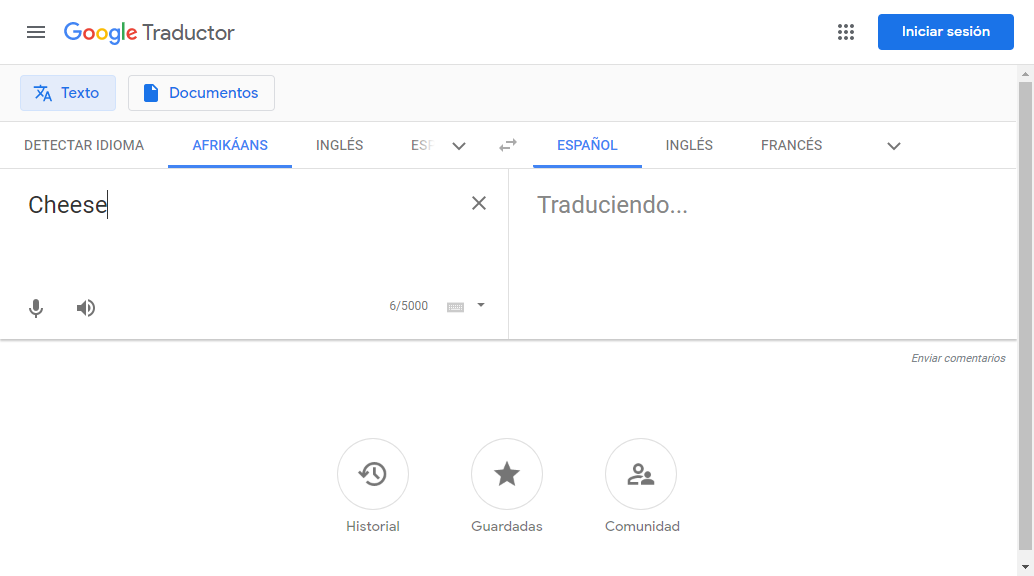 Google Traductor
Iniciar sesión
Texto
Documentos
DETECTAR IDIOMA AFRIKÁANS INGLÉS ESP ESPAÑOL INGLÉS FRANCÉS
Cheese
Traduciendo...
6/5000
Enviar comentarios
Historial
Guardadas
Comunidad